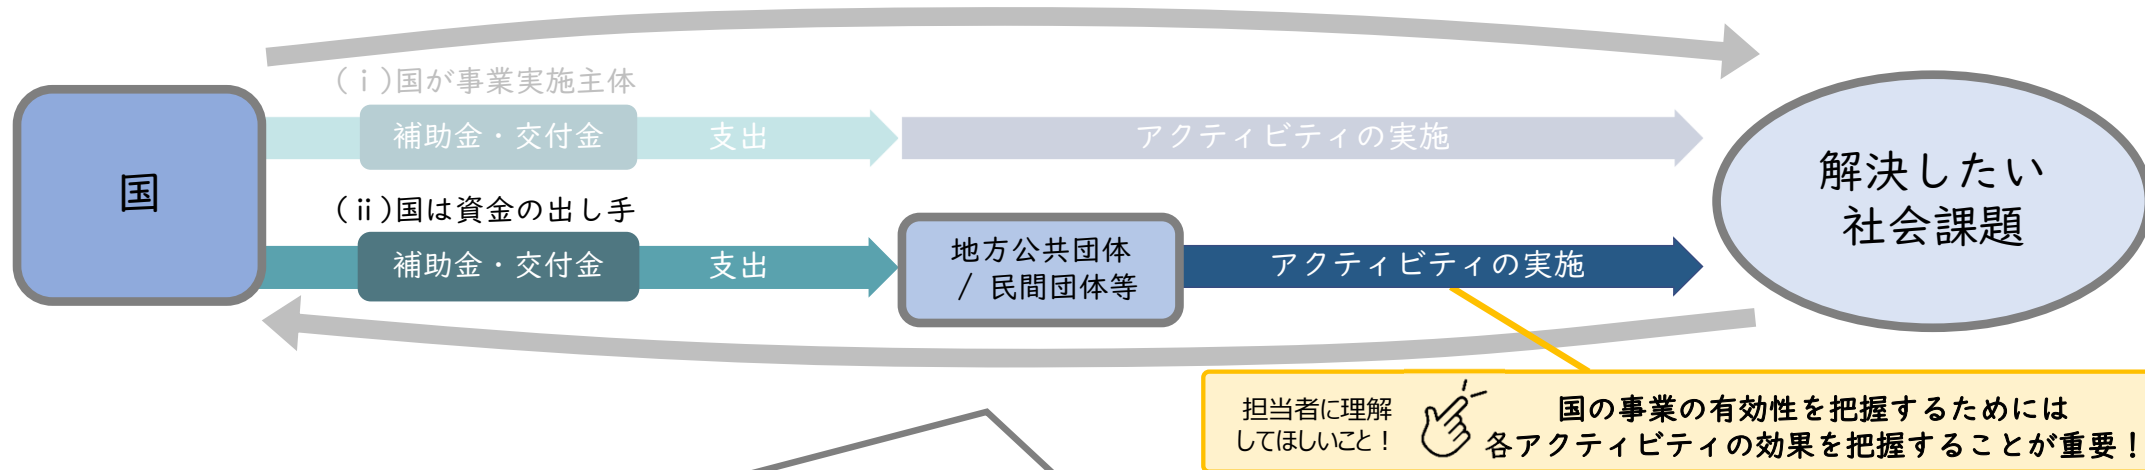 (ⅰ)国が事業実施主体
補助金・交付金
支出
アクティビティの実施
国
(ⅱ)国は資金の出し手
補助金・交付金
支出
地方公共団体
/ 民間団体等
アクティビティの実施
解決したい
社会課題
担当者に理解
してほしいこと！
国の事業の有効性を把握するためには
各アクティビティの効果を把握することが重要！